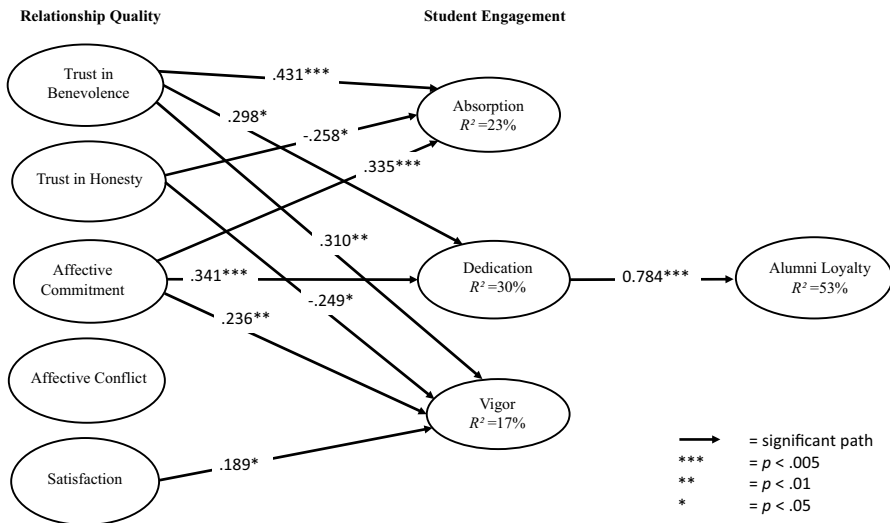 Relationship Quality
Student Engagement
Trust in
Benevolence
.431***
Absorption
R² =23%
.298*
-.258*
.335***
Trust in Honesty
.310**
Affective
Commitment
.341***
Dedication
R² =30%
0.784***
Alumni Loyalty
R² =53%
-.249*
.236**
Affective Conflict
Vigor
R² =17%
Satisfaction
.189*
= significant path
*** = p < .005
** = p < .01
* = p < .05